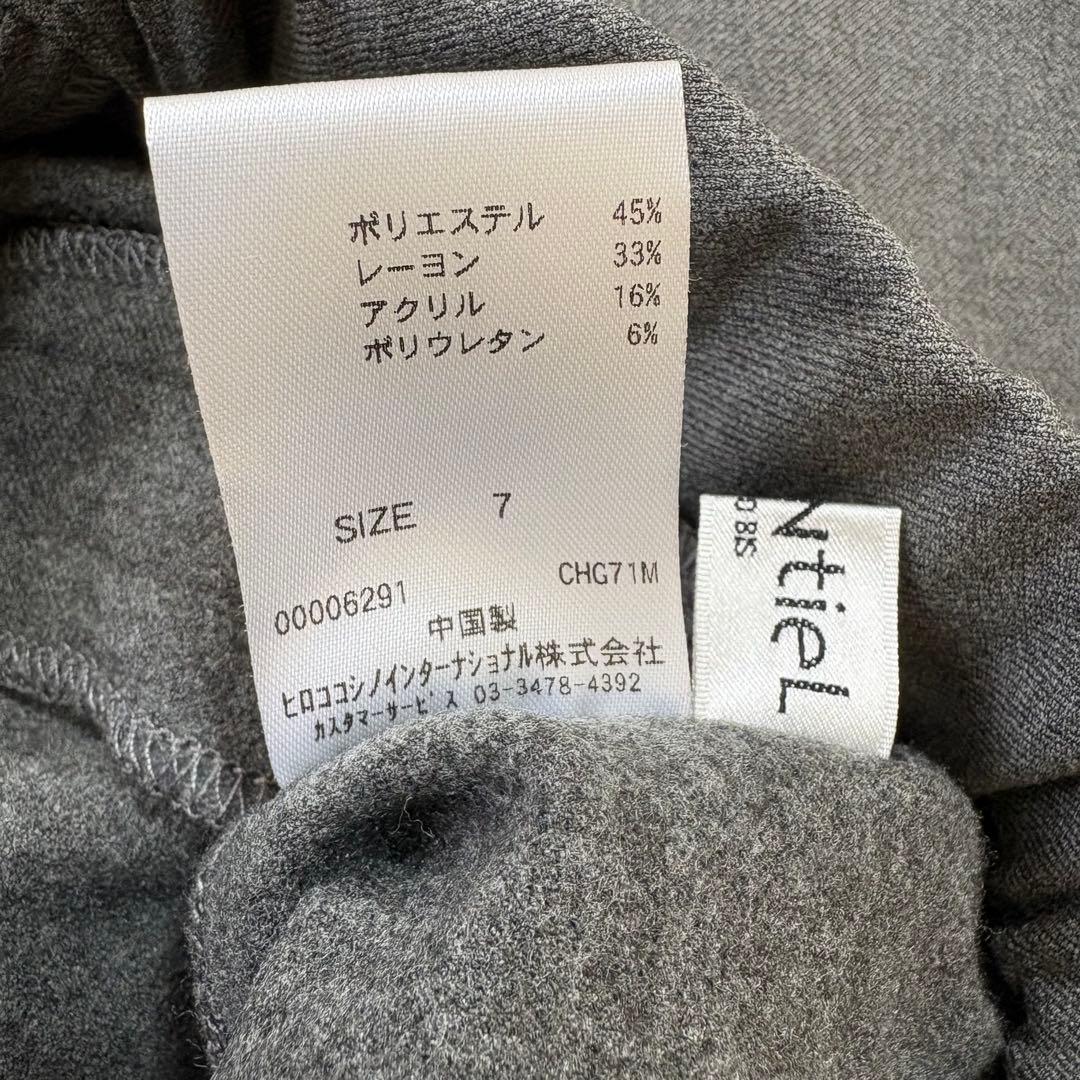 ポリエステル 45%
レーヨン 33%
アクリル 16%
ポリウレタン 6%
SIZE 7
00006291 CHG71M
中国製
ヒロココシノインターナショナル株式会社
カスタマーサービス 03-3478-4392
NtieL
BIS